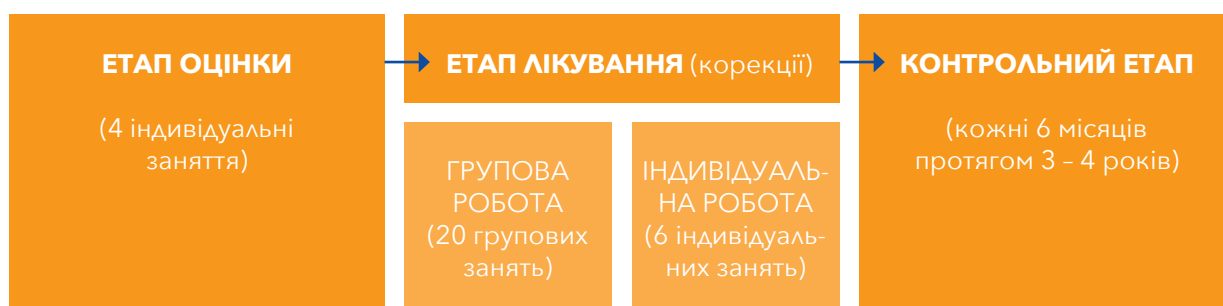 ЕТАП ОЦІНКИ
(4 індивідуальні
заняття)
ЕТАП ЛІКУВАННЯ (корекції)
ГРУПОВА
РОБОТА
(20 групових
занять)
ІНДИВІДУАЛЬ-
НА РОБОТА
(6 індивідуаль-
них занять)
КОНТРОЛЬНИЙ ЕТАП
(кожні 6 місяців
протягом 3 – 4 років)